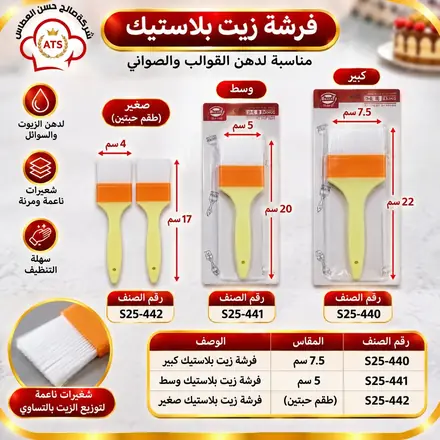 شركة صالح حسن العطاس
ATS
فرشة زيت بلاستيك
مناسبة لدهن القوالب والصواني
لدهن الزيوت
والسوائل
شعيرات
ناعمة ومرنة
سهلة
التنظيف
صغير
(طقم حبتين)
4 سم
17 سم
رقم الصنف
S25-442
وسط
5 سم
20 سم
رقم الصنف
S25-441
كبير
7.5 سم
22 سم
رقم الصنف
S25-440
رقم الصنف المقاس الوصف
S25-440 7.5 سم فرشة زيت بلاستيك كبير
S25-441 5 سم فرشة زيت بلاستيك وسط
S25-442 (طقم حبتين) فرشة زيت بلاستيك صغير
شعيرات ناعمة
لتوزيع الزيت بالتساوي